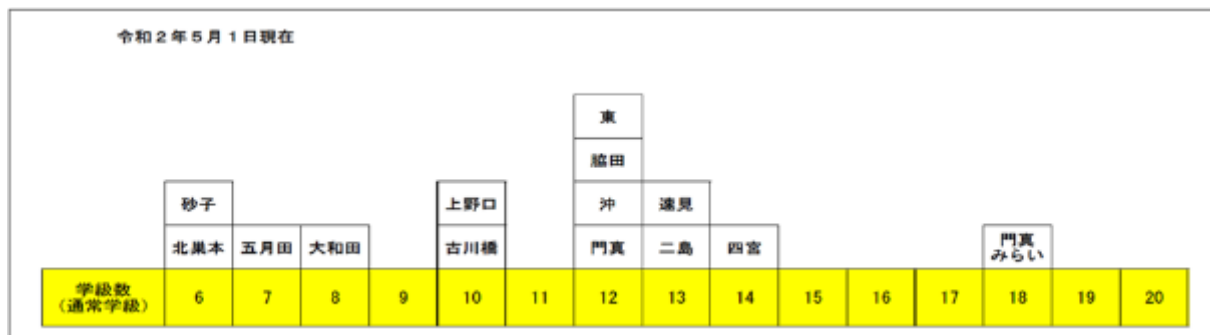 令和2年5月1日現在
東
脇田
砂子 上野口 沖 速見
北巣本 五月田 大和田 古川橋 門真 二島 四宮 門真
みらい
学級数
(通常学級) 6 7 8 9 10 11 12 13 14 15 16 17 18 19 20